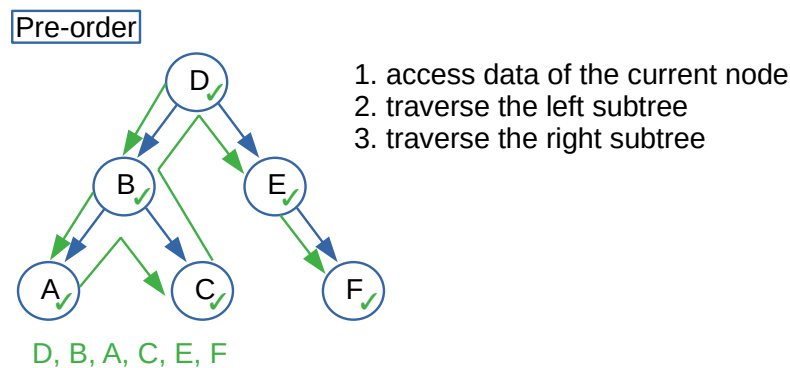 Pre-order
1. access data of the current node
2. traverse the left subtree
3. traverse the right subtree
D
B
E
A
C
F
D, B, A, C, E, F